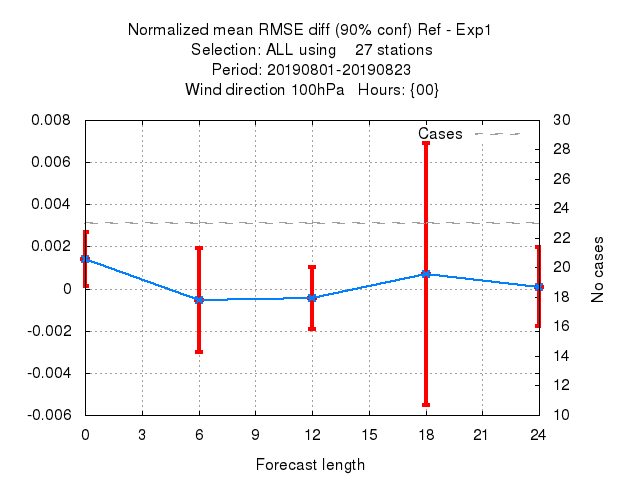 Normalized mean RMSE diff (90% conf) Ref - Exp1
Selection: ALL using    27 stations
Period: 20190801-20190823
Wind direction 100hPa   Hours: {00}
Cases
0.008
0.006
0.004
0.002
0
-0.002
-0.004
-0.006
30
28
26
24
22
20
18
16
14
12
10
No cases
0 3 6 9 12 15 18 21 24
Forecast length